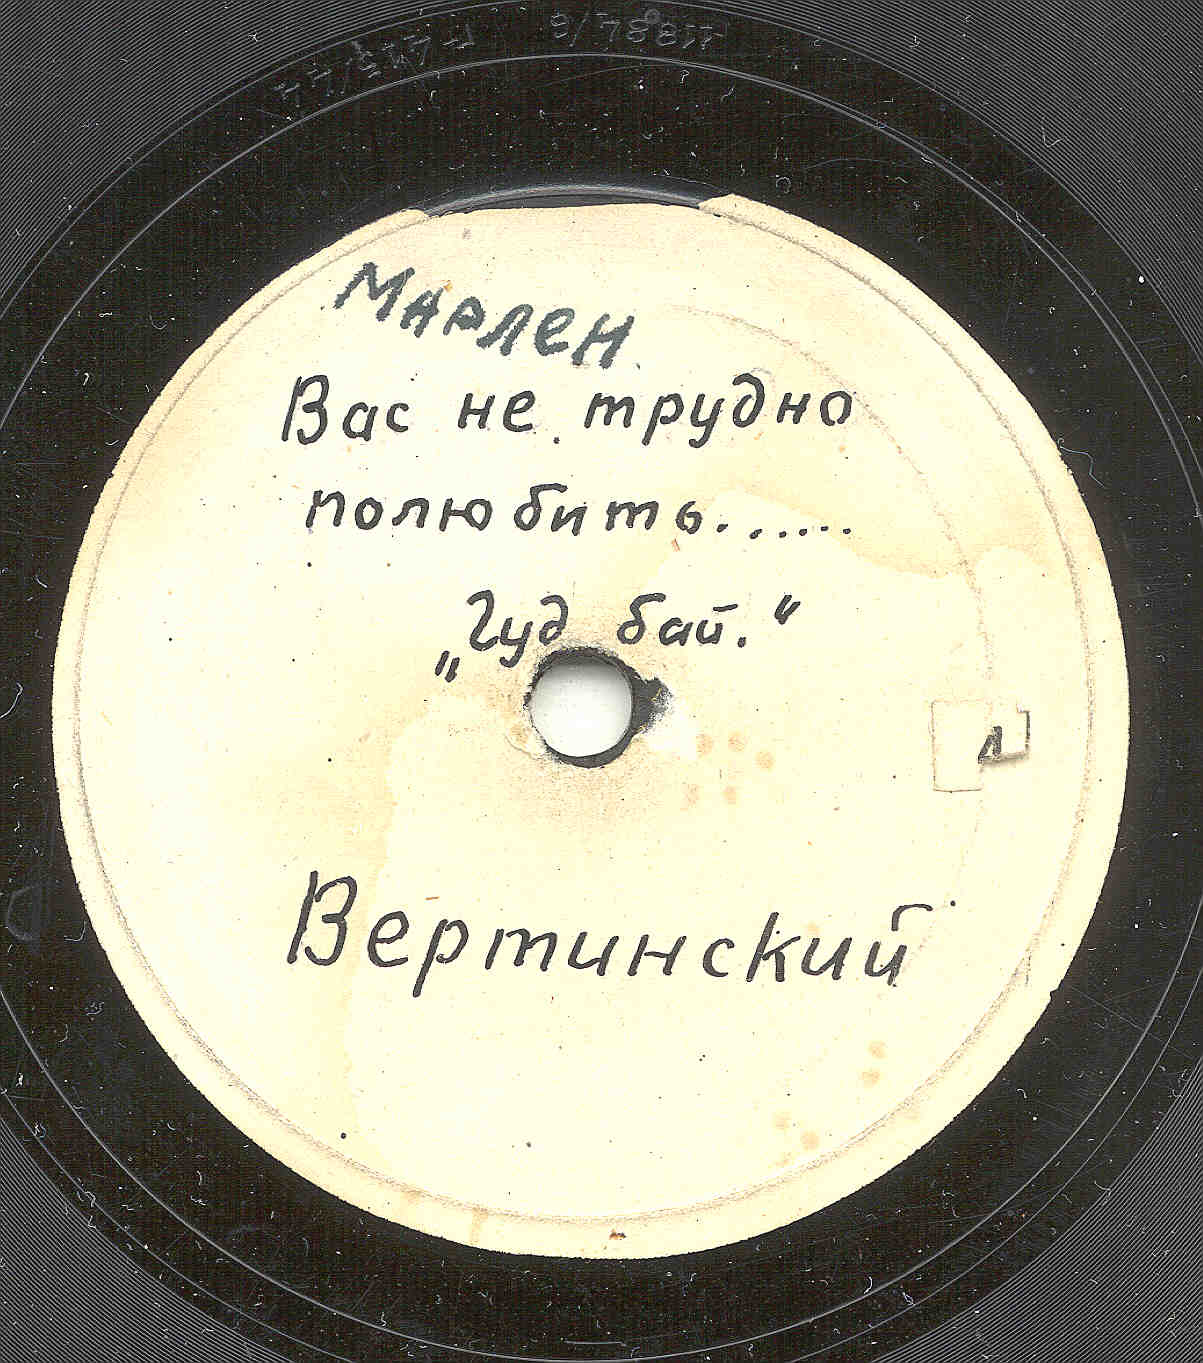 Марлен
Вас не трудно
полюбить......
„Гуд бай.“
Вертинский